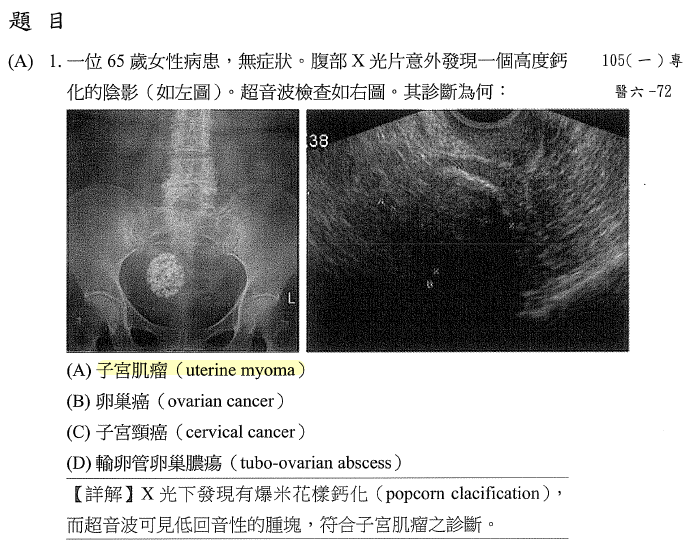 題 目
(A) 1. 一位 65 歲女性病患，無症狀。腹部 X 光片意外發現一個高度鈣 105(一)專
化的陰影（如左圖）。超音波檢查如右圖。其診斷為何： 醫六-72
:38
L
A
x
x
B
(A) 子宮肌瘤（uterine myoma）
(B) 卵巢癌（ovarian cancer）
(C) 子宮頸癌（cervical cancer）
(D) 輸卵管卵巢膿瘍（tubo-ovarian abscess）
【詳解】X 光下發現有爆米花樣鈣化（popcorn clacification），
而超音波可見低回音性的腫塊，符合子宮肌瘤之診斷。